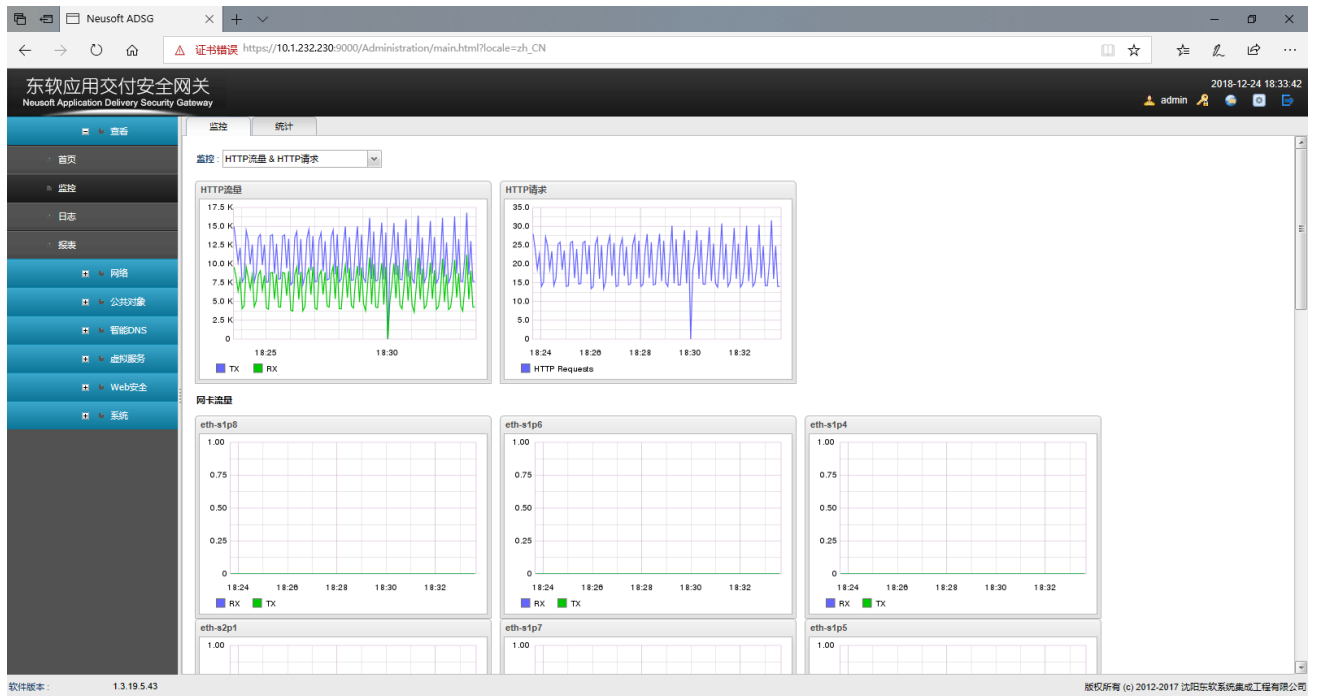 Neusoft ADSG
证书错误 https://10.1.232.230:9000/Administration/main.html?locale=zh_CN
东软应用交付安全网关
Neusoft Application Delivery Security Gateway
2018-12-24 18:33:42
admin
查看
首页
监控
日志
报表
网络
公共对象
智能DNS
虚拟服务
Web安全
系统
监控 统计
监控 : HTTP流量 & HTTP请求
HTTP流量
17.5 K
15.0 K
12.5 K
10.0 K
7.5 K
5.0 K
2.5 K
0
18:25 18:30
TX RX
HTTP请求
35.0
30.0
25.0
20.0
15.0
10.0
5.0
0
18:24 18:26 18:28 18:30 18:32
HTTP Requests
网卡流量
eth-s1p8
1.00
0.75
0.50
0.25
0
18:24 18:26 18:28 18:30 18:32
RX TX
eth-s1p6
1.00
0.75
0.50
0.25
0
18:24 18:26 18:28 18:30 18:32
RX TX
eth-s1p4
1.00
0.75
0.50
0.25
0
18:24 18:26 18:28 18:30 18:32
RX TX
eth-s2p1
1.00
eth-s1p7
1.00
eth-s1p5
1.00
软件版本 : 1.3.19.5.43
版权所有 (c) 2012-2017 沈阳东软系统集成工程有限公司